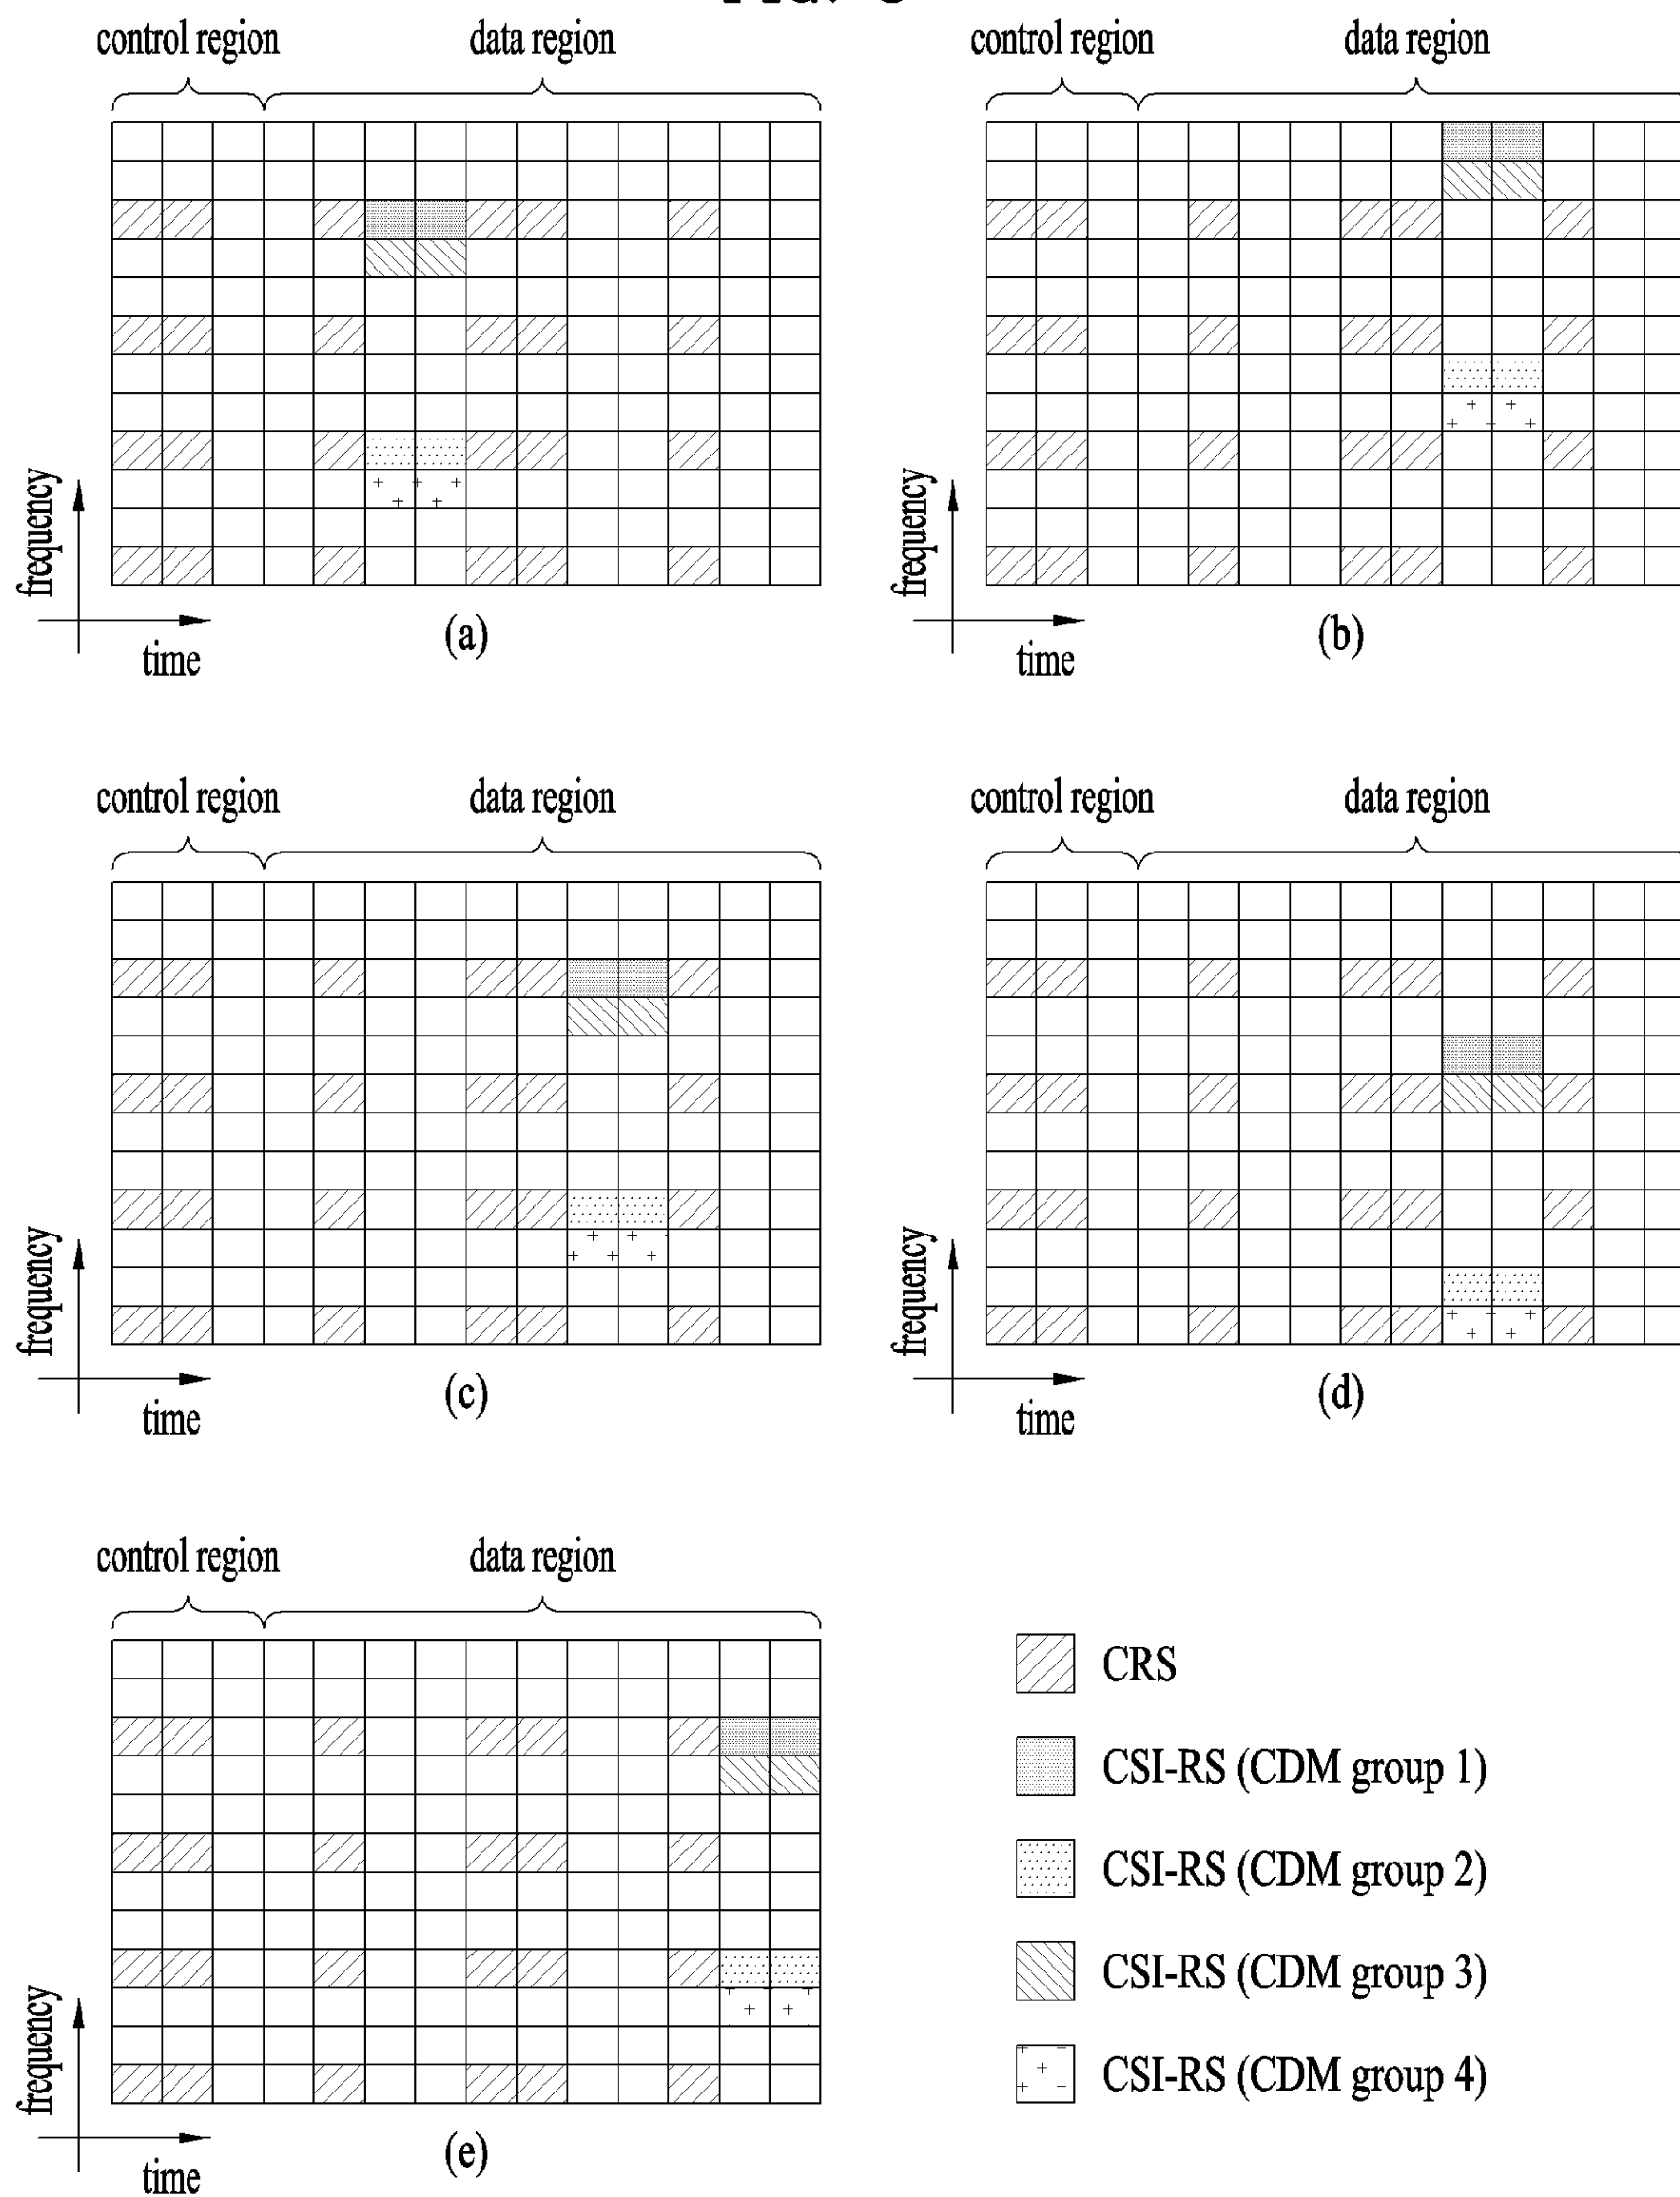 control region data region
control region data region
frequency
time
(a)
frequency
time
(b)
control region data region
control region data region
frequency
time
(c)
frequency
time
(d)
control region data region
frequency
time
(e)
CRS
CSI-RS (CDM group 1)
CSI-RS (CDM group 2)
CSI-RS (CDM group 3)
CSI-RS (CDM group 4)